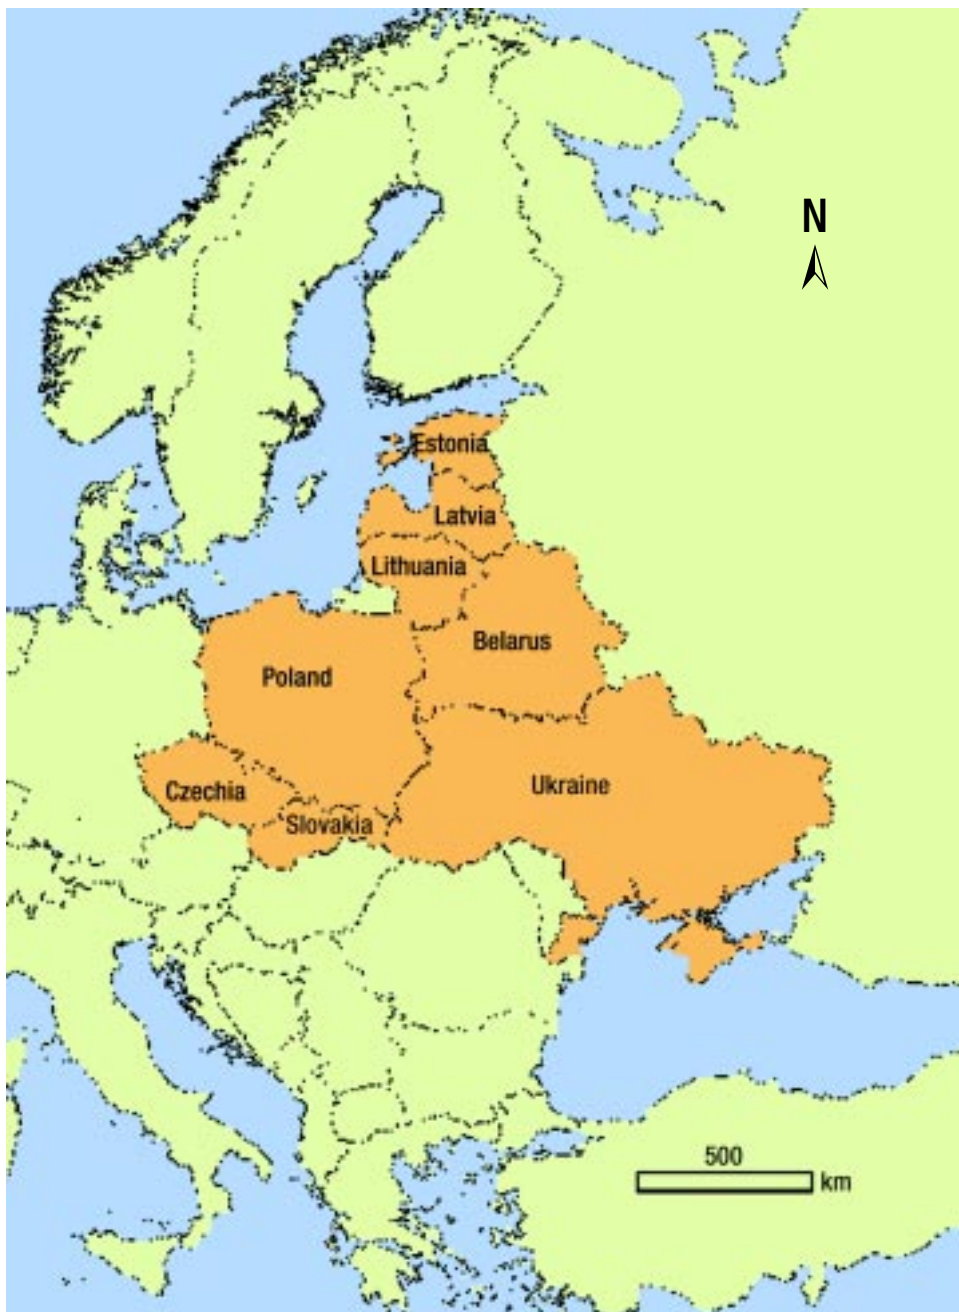 N
Estonia
Latvia
Lithuania
Belarus
Poland
Ukraine
Czechia
Slovakia
500
km